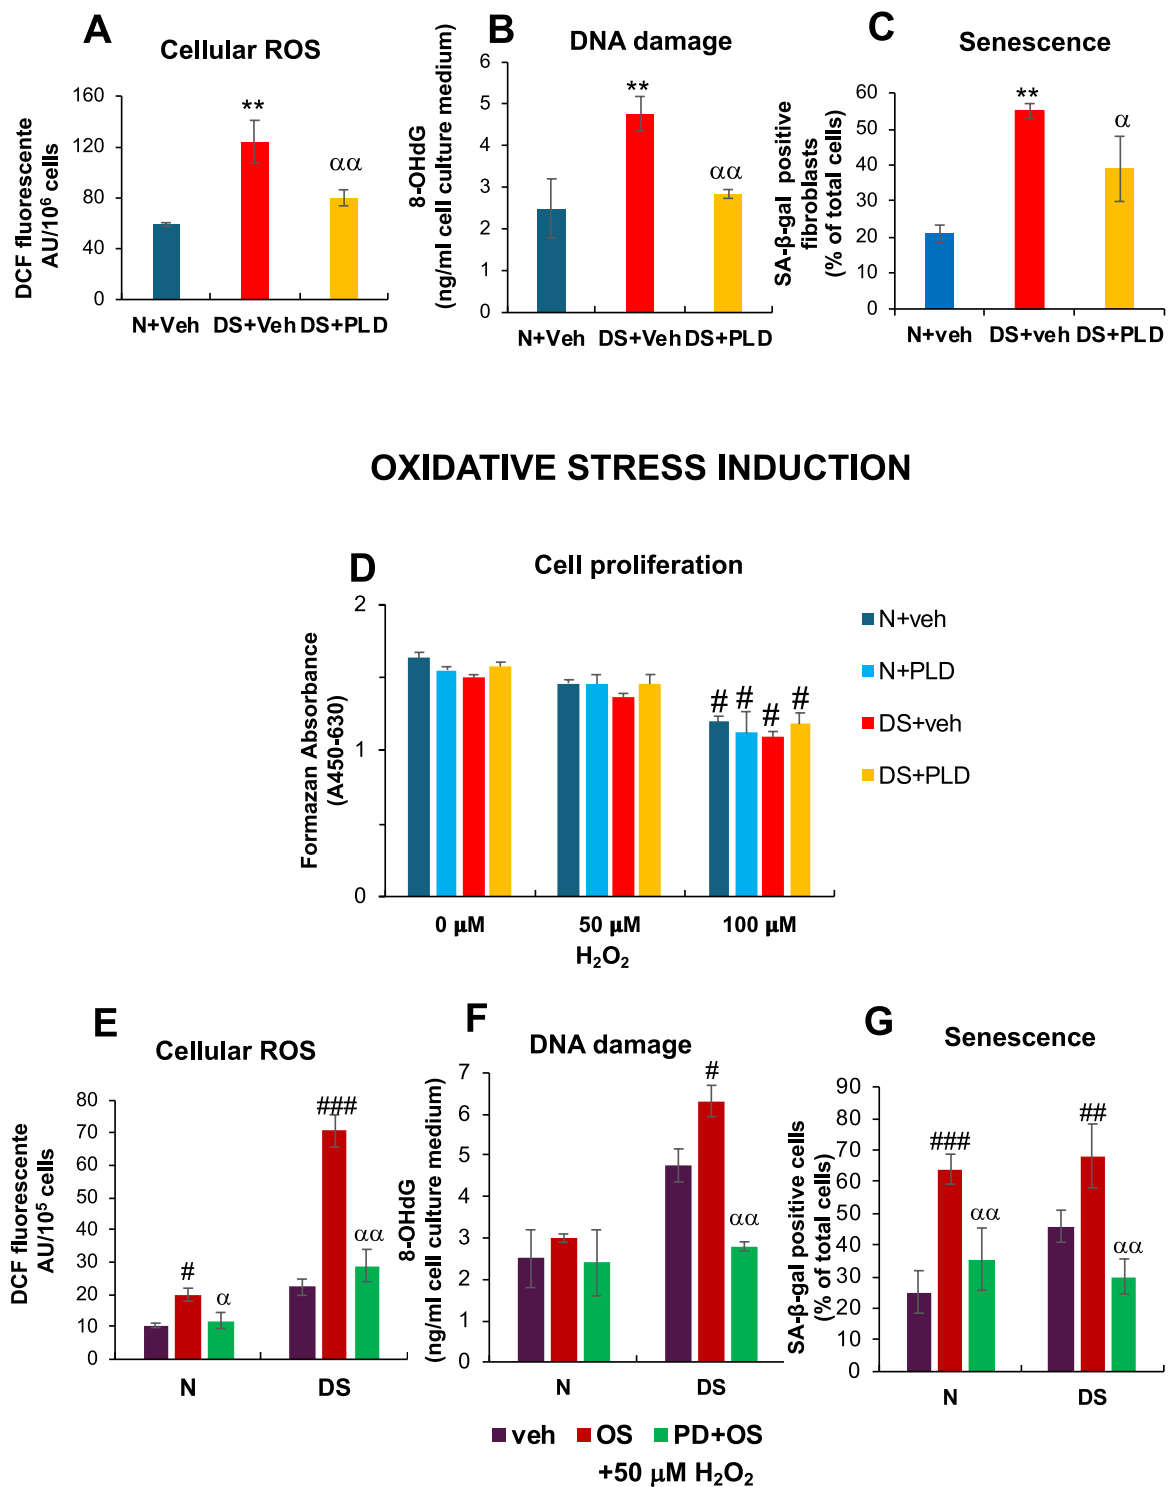 A
Cellular ROS
DCF fluorescente
AU/10⁶ cells
160
120
80
40
0
**
αα
N+Veh DS+Veh DS+PLD
B
DNA damage
8-OHdG
(ng/ml cell culture medium)
6
5
4
3
2
1
0
**
αα
N+Veh DS+Veh DS+PLD
C
Senescence
SA-β-gal positive
fibroblasts
(% of total cells)
60
50
40
30
20
10
0
**
α
N+veh DS+veh DS+PLD
OXIDATIVE STRESS INDUCTION
D
Cell proliferation
Formazan Absorbance
(A450-630)
2
1
0
# # # #
0 µM 50 µM 100 µM
H₂O₂
N+veh
N+PLD
DS+veh
DS+PLD
E
Cellular ROS
DCF fluorescente
AU/10⁵ cells
90
80
70
60
50
40
30
20
10
0
#
α
###
αα
N DS
F
DNA damage
8-OHdG
(ng/ml cell culture medium)
7
6
5
4
3
2
1
0
#
αα
N DS
G
Senescence
SA-β-gal positive cells
(% of total cells)
90
80
70
60
50
40
30
20
10
0
###
αα
##
αα
N DS
veh OS PD+OS
+50 µM H₂O₂